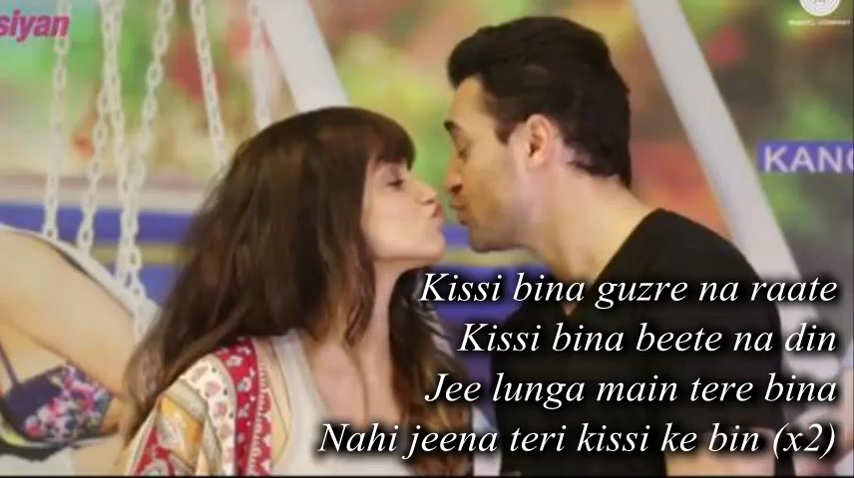 siyan
KANG
Kissi bina guzre na raate
Kissi bina beete na din
Jee lunga main tere bina
Nahi jeena teri kissi ke bin (x2)